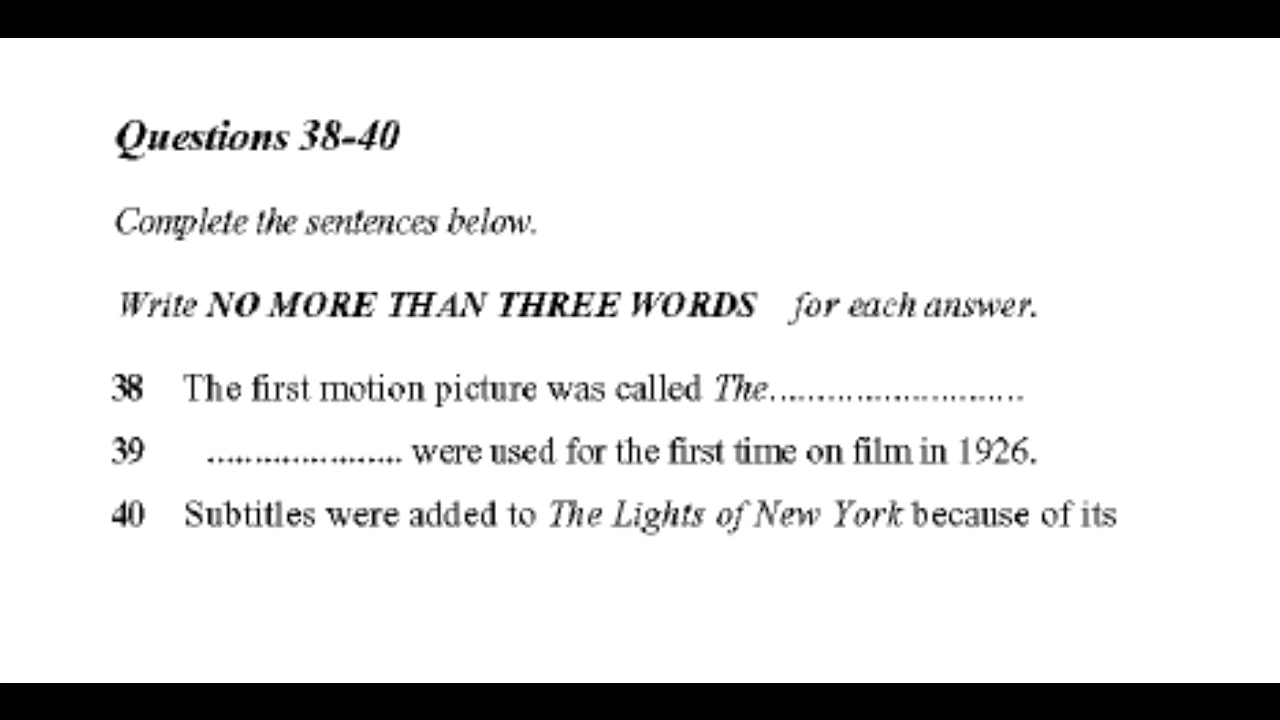 Questions 38-40
Complete the sentences below.
Write NO MORE THAN THREE WORDS for each answer.
38 The first motion picture was called The..........................
39 ..................... were used for the first time on film in 1926.
40 Subtitles were added to The Lights of New York because of its